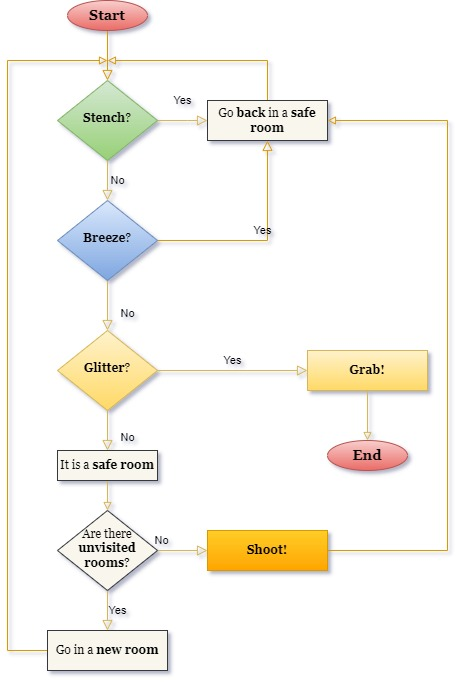 Start
Stench?
Yes
Go back in a safe
room
No
Breeze?
Yes
No
Glitter?
Yes
Grab!
End
No
It is a safe room
Are there
unvisited
rooms?
No
Shoot!
Yes
Go in a new room